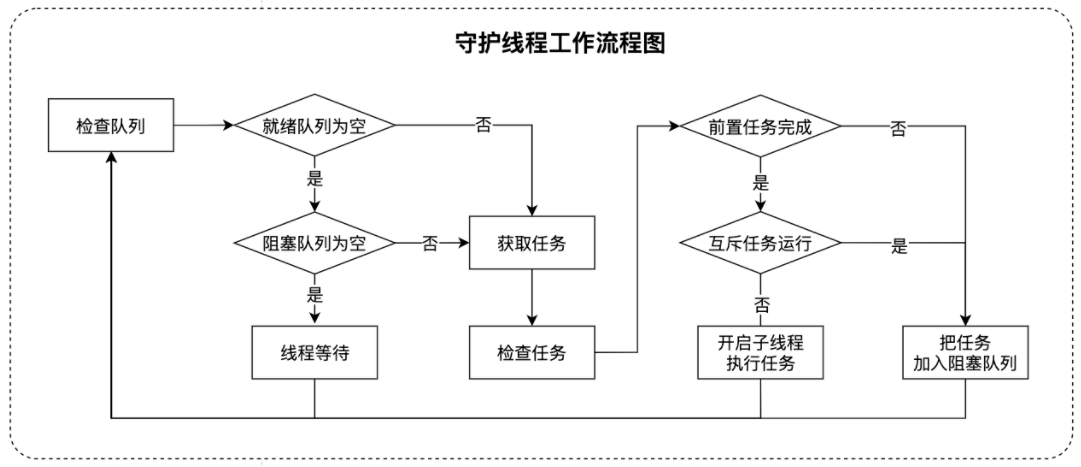 守护线程工作流程图
检查队列
就绪队列为空
否
是
阻塞队列为空
否
是
线程等待
获取任务
检查任务
前置任务完成
否
是
互斥任务运行
是
否
开启子线程
执行任务
把任务
加入阻塞队列